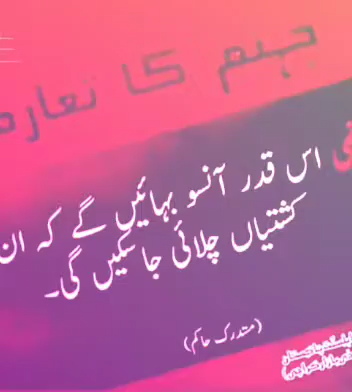 جہنم کا تعارف
اس قدر آنسو بہائیں گے کہ ان
کشتیاں چلائی جا سکیں گی۔
(مستدرک حاکم)